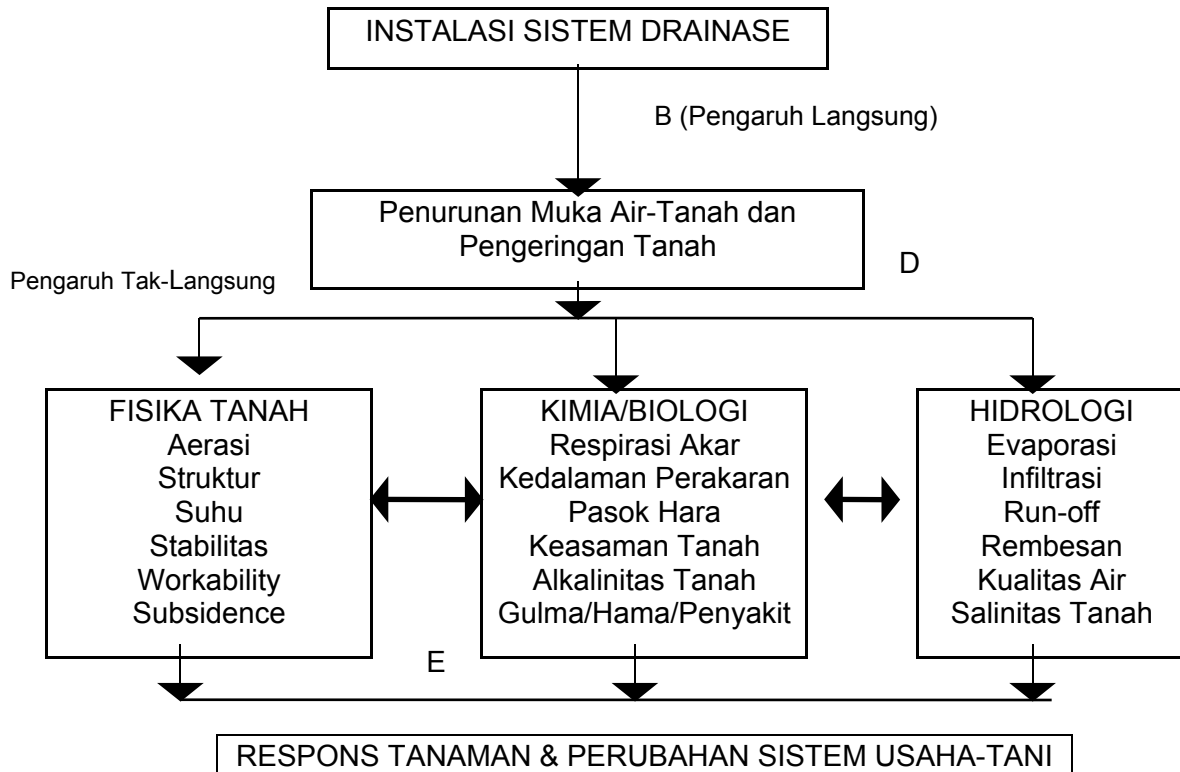 INSTALASI SISTEM DRAINASE
B (Pengaruh Langsung)
Penurunan Muka Air-Tanah dan
Pengeringan Tanah
D
Pengaruh Tak-Langsung
FISIKA TANAH
Aerasi
Struktur
Suhu
Stabilitas
Workability
Subsidence
KIMIA/BIOLOGI
Respirasi Akar
Kedalaman Perakaran
Pasok Hara
Keasaman Tanah
Alkalinitas Tanah
Gulma/Hama/Penyakit
HIDROLOGI
Evaporasi
Infiltrasi
Run-off
Rembesan
Kualitas Air
Salinitas Tanah
E
RESPONS TANAMAN & PERUBAHAN SISTEM USAHA-TANI